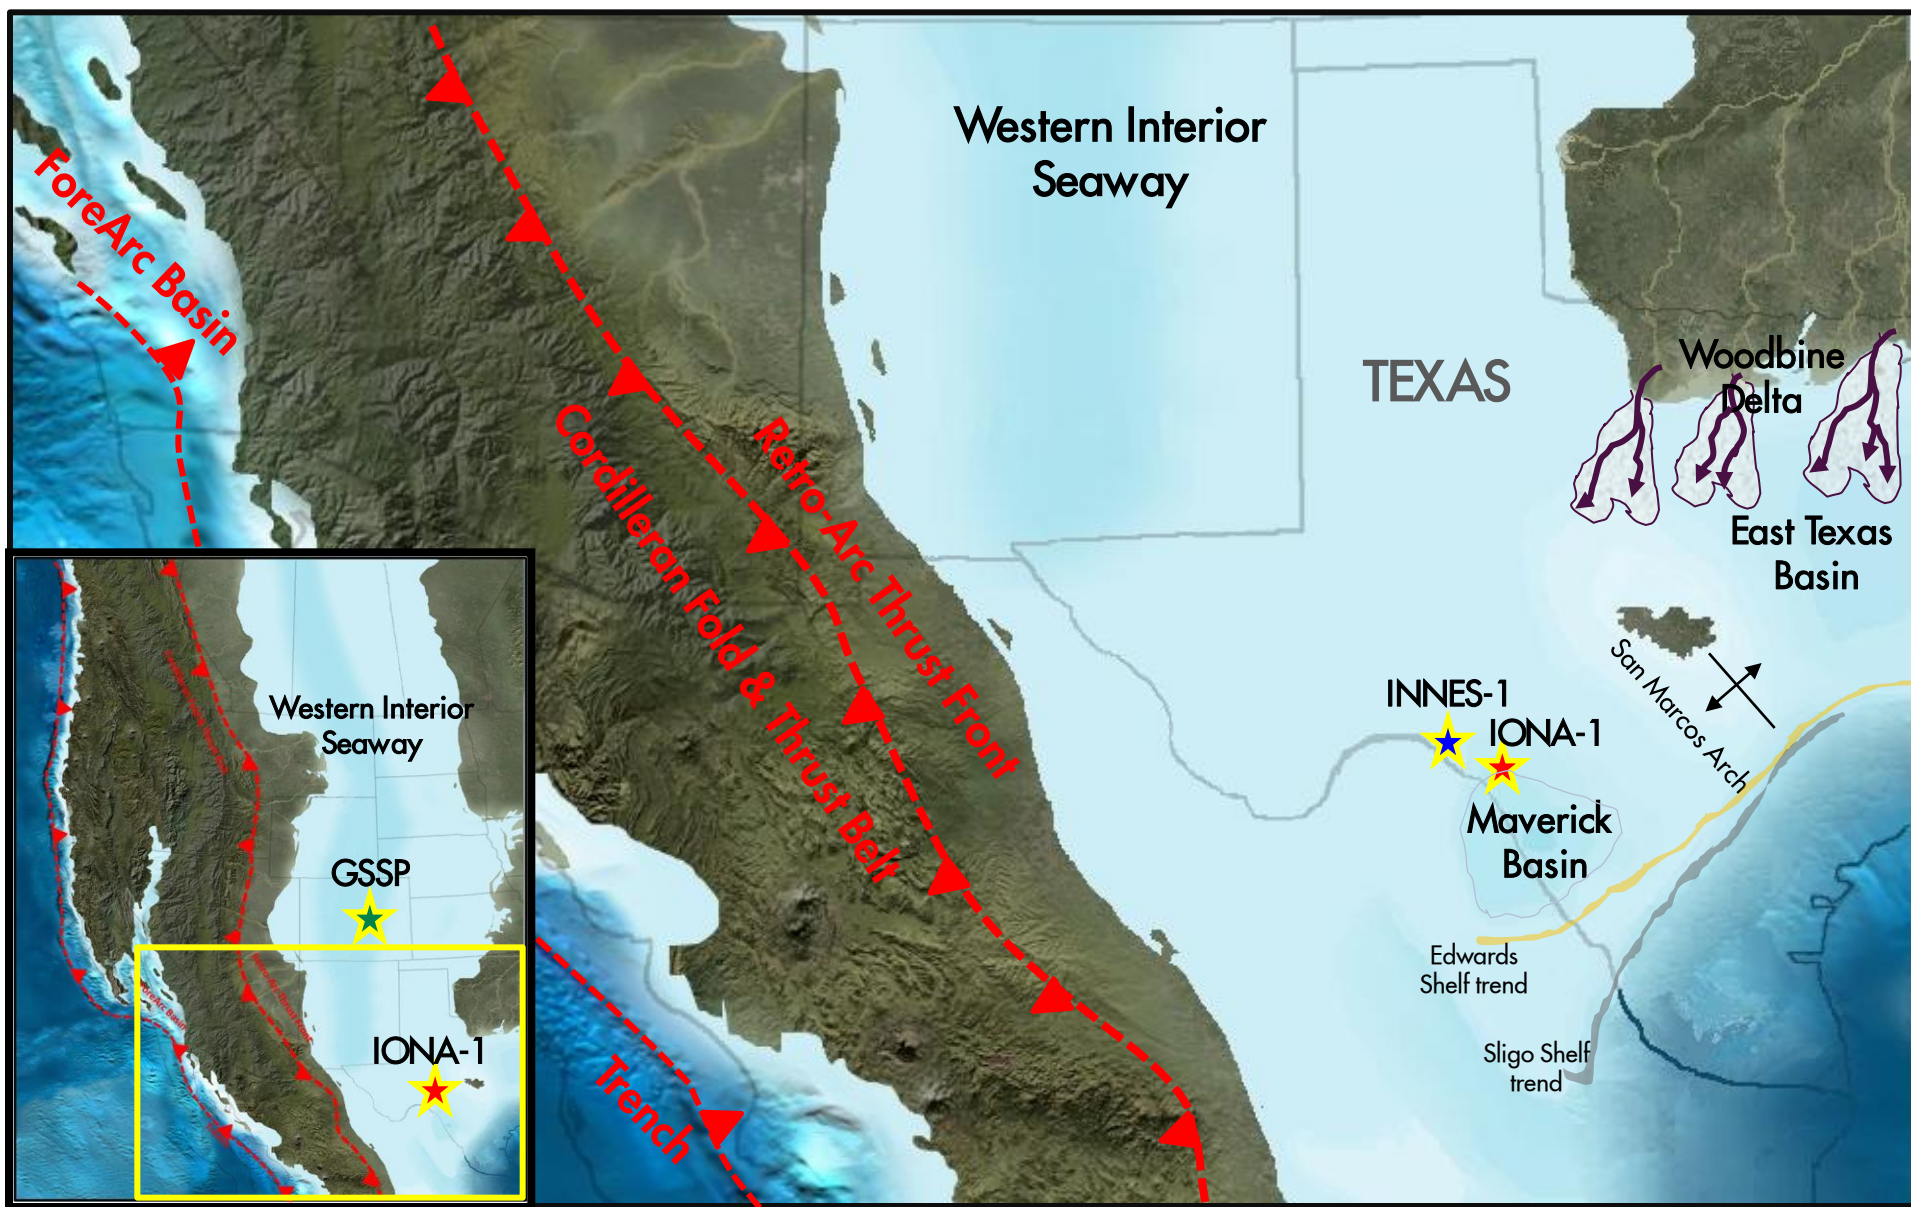 Western Interior
Seaway
ForeArc Basin
TEXAS
Woodbine
Delta
East Texas
Basin
Cordilleran Fold & Thrust Belt
Retro-Arc Thrust Front
San Marcos Arch
INNES-1
IONA-1
Maverick
Basin
Edwards
Shelf trend
Sligo Shelf
trend
Trench
Western Interior
Seaway
GSSP
IONA-1
ForeArc Basin